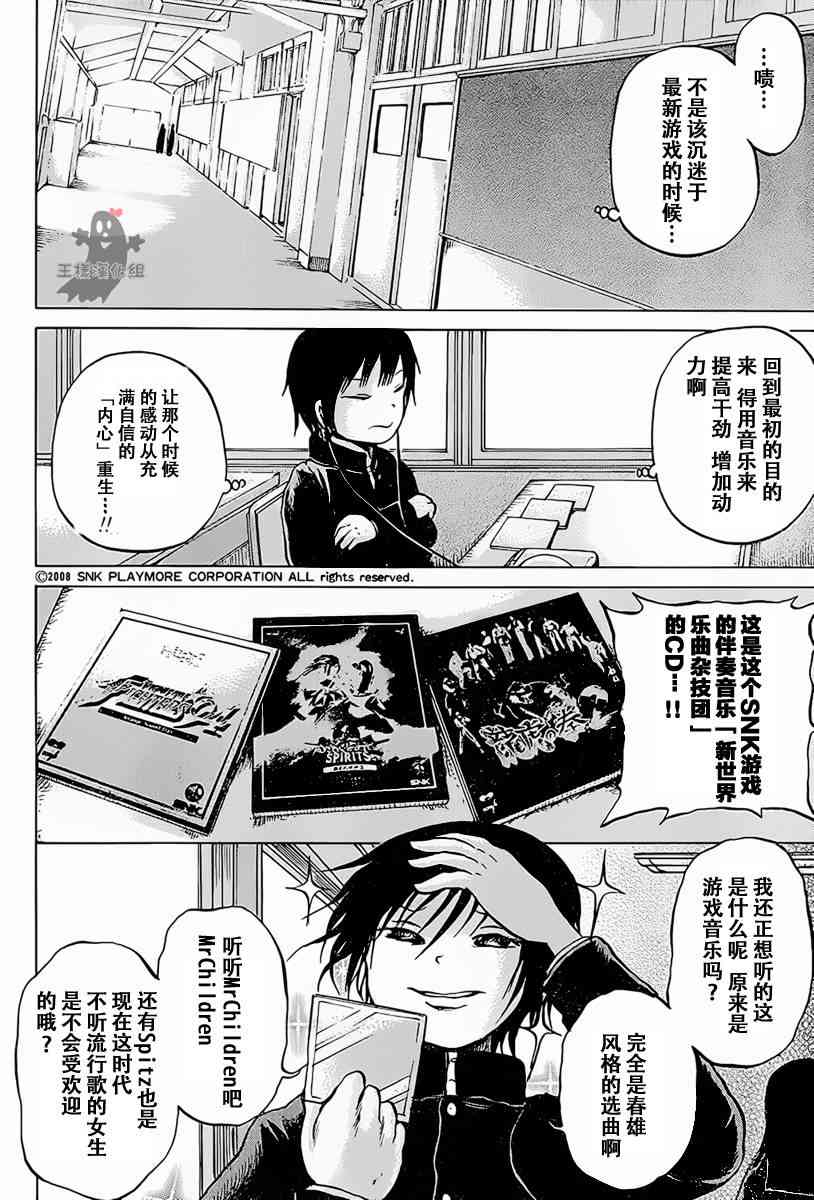 …啧…
不是该沉迷于
最新游戏的时候…
王様漢化组
回到最初的目的
来 得用音乐来
提高干劲 增加动
力啊
让那个时候
的感动从充
满自信的
「内心」重生…!!
©2008 SNK PLAYMORE CORPORATION ALL rights reserved.
这是这个SNK游戏
的伴奏音乐「新世界
乐曲杂技团」
的CD…!!
SPIRITS
SNK
SNK
我还正想听的这
是什么呢 原来是
游戏音乐吗?
完全是春雄
风格的选曲啊
听听MrChildren吧
MrChildren
还有Spitz也是
现在这时代
不听流行歌的女生
是不会受欢迎
的哦?